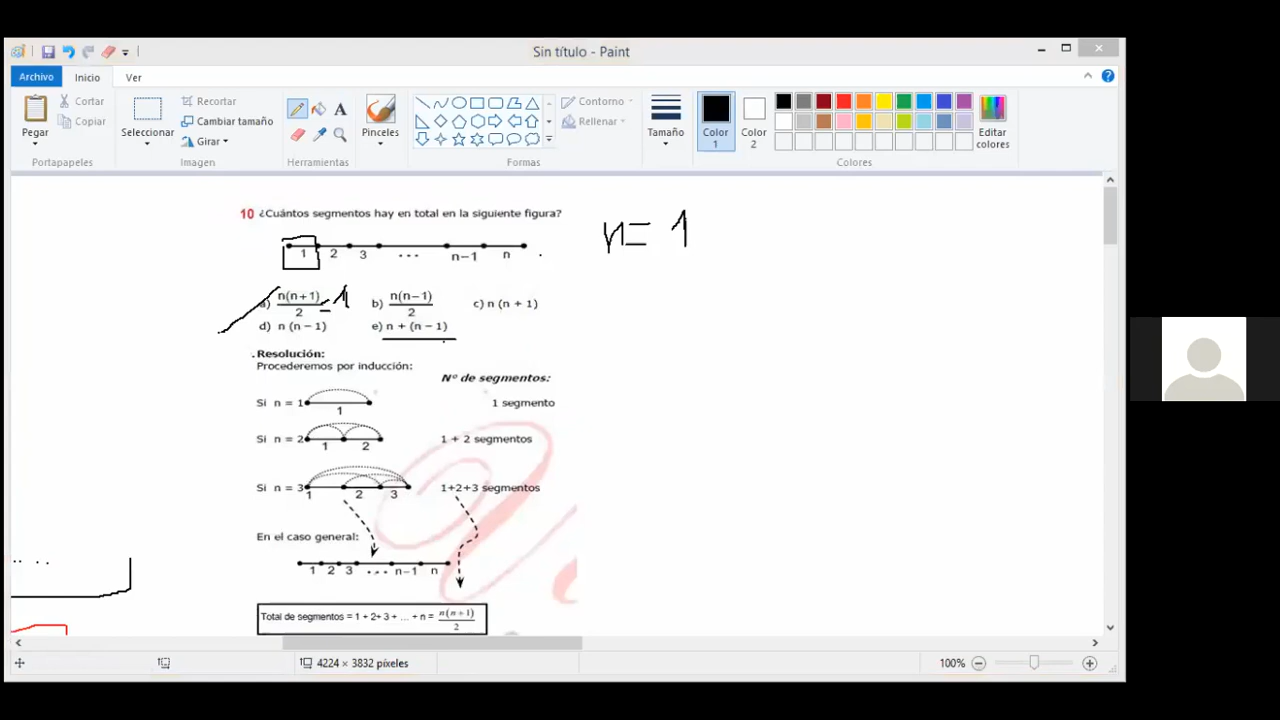 Sin título - Paint
Archivo Inicio Ver
Pegar
Cortar
Copiar
Portapapeles
Seleccionar
Recortar
Cambiar tamaño
Girar
Imagen
A
Herramientas
Pinceles
Contorno
Rellenar
Formas
Tamaño
Color 1
Color 2
Editar colores
Colores
10 ¿Cuántos segmentos hay en total en la siguiente figura?
1 2 3 ... n−1 n
n= 1
a) n(n+1)/2 - 1 b) n(n−1)/2 c) n (n + 1)
d) n (n − 1) e) n + (n − 1)
.Resolución:
Procederemos por inducción:
Nº de segmentos:
Si n = 1 1 segmento
1
Si n = 2 1 + 2 segmentos
1 2
Si n = 3 1+2+3 segmentos
1 2 3
En el caso general:
1 2 3 ... n−1 n
Total de segmentos = 1 + 2+ 3 + ... + n = n(n+1)/2
4224 × 3832 píxeles
100%